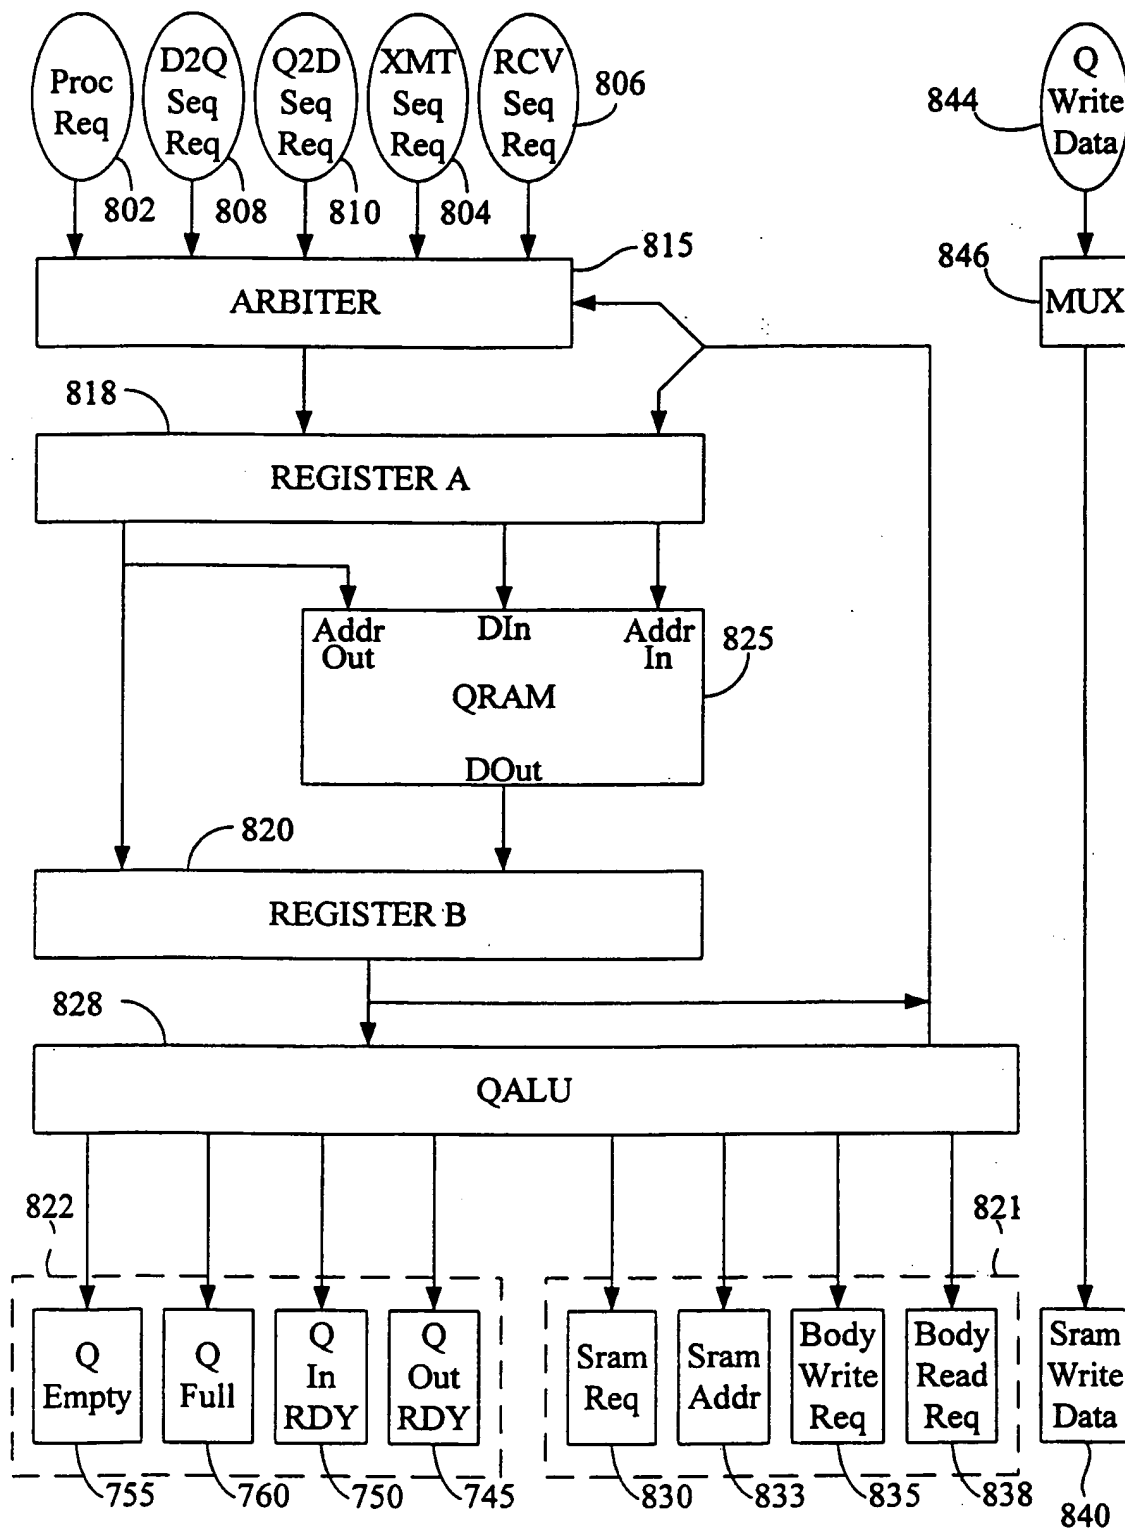 Proc
Req
D2Q
Seq
Req
Q2D
Seq
Req
XMT
Seq
Req
RCV
Seq
Req
806
844
Q
Write
Data
802
808
810
804
815
846
ARBITER
MUX
818
REGISTER A
Addr
Out
DIn
Addr
In
825
QRAM
DOut
820
REGISTER B
828
QALU
822
821
Q
Empty
Q
Full
Q
In
RDY
Q
Out
RDY
Sram
Req
Sram
Addr
Body
Write
Req
Body
Read
Req
Sram
Write
Data
755
760
750
745
830
833
835
838
840